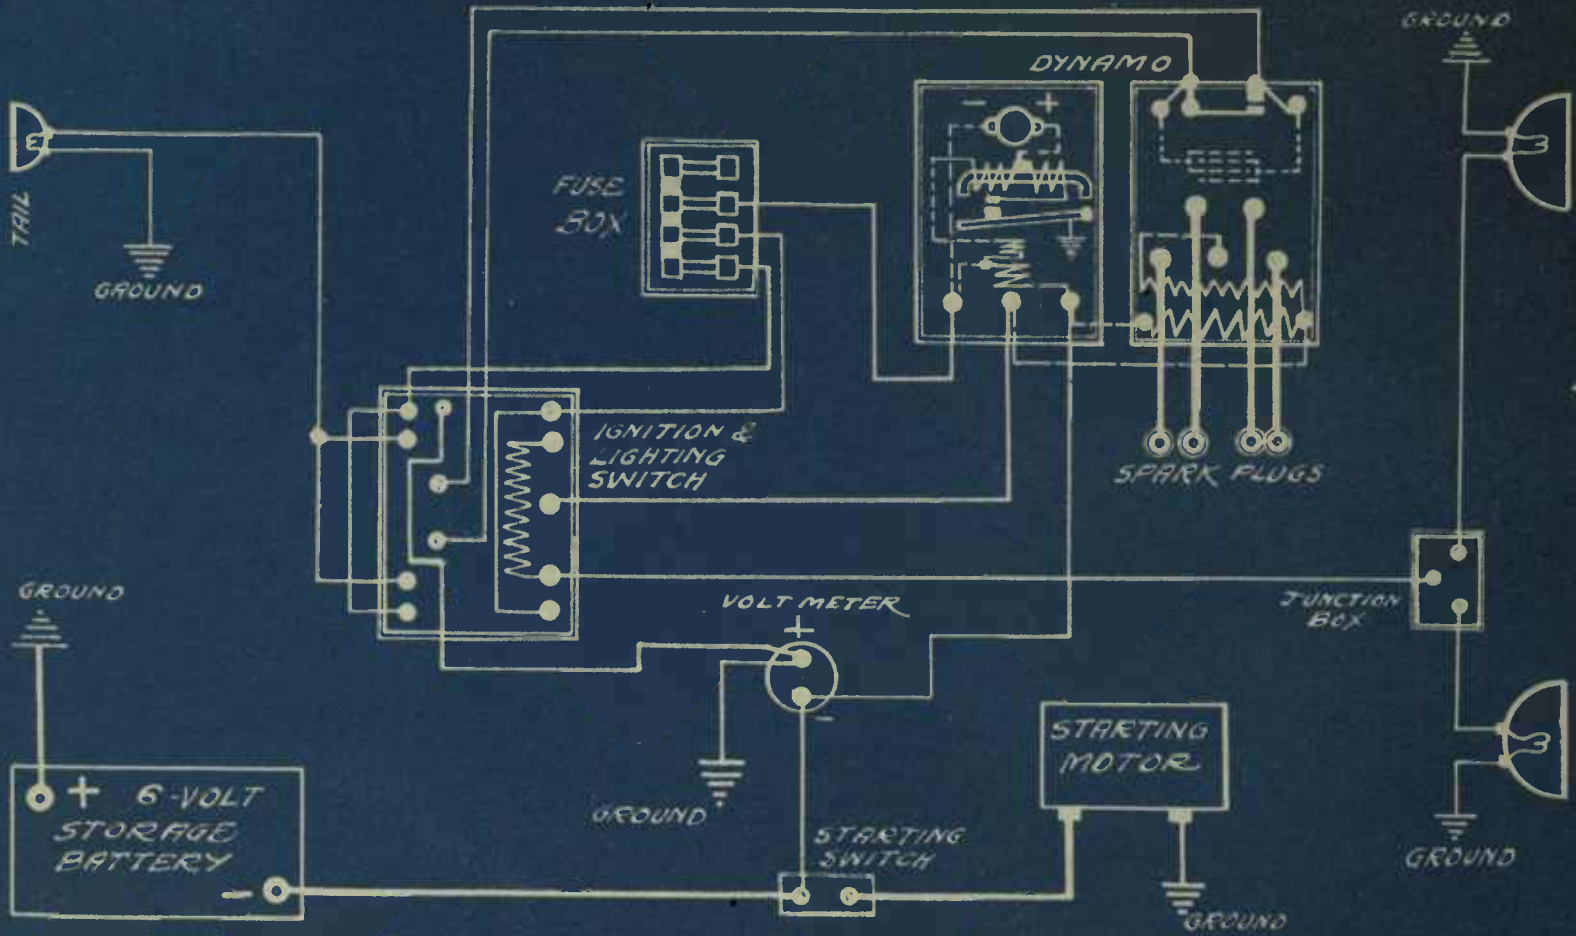 GROUND
DYNAMO
- +
FUSE
BOX
TAIL
GROUND
IGNITION &
LIGHTING
SWITCH
SPARK PLUGS
GROUND
VOLT METER
+
-
JUNCTION
BOX
+ 6-VOLT
STORAGE
BATTERY
-
GROUND
STARTING
MOTOR
STARTING
SWITCH
GROUND
GROUND